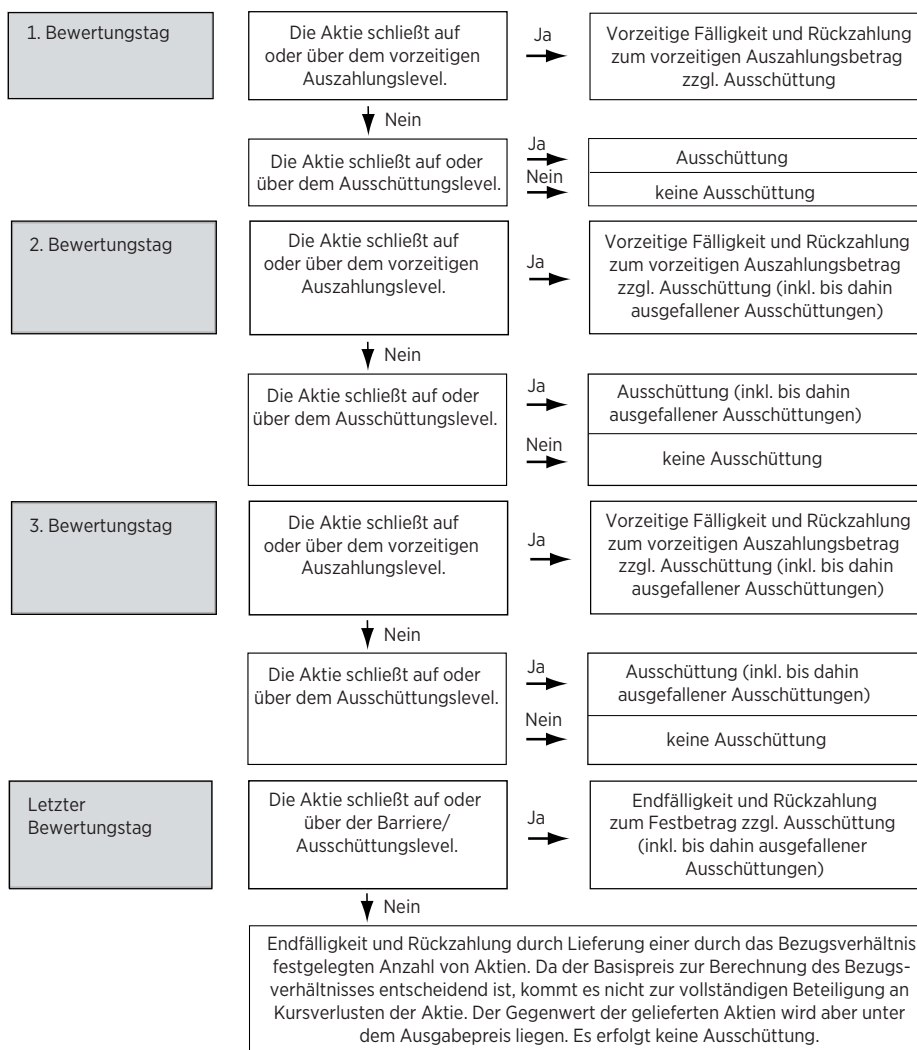 1. Bewertungstag
Die Aktie schließt auf
oder über dem vorzeitigen
Auszahlungslevel.
Ja
Vorzeitige Fälligkeit und Rückzahlung
zum vorzeitigen Auszahlungsbetrag
zzgl. Ausschüttung
Nein
Die Aktie schließt auf oder
über dem Ausschüttungslevel.
Ja
Ausschüttung
Nein
keine Ausschüttung
2. Bewertungstag
Die Aktie schließt auf
oder über dem vorzeitigen
Auszahlungslevel.
Ja
Vorzeitige Fälligkeit und Rückzahlung
zum vorzeitigen Auszahlungsbetrag
zzgl. Ausschüttung (inkl. bis dahin
ausgefallener Ausschüttungen)
Nein
Die Aktie schließt auf oder
über dem Ausschüttungslevel.
Ja
Ausschüttung (inkl. bis dahin
ausgefallener Ausschüttungen)
Nein
keine Ausschüttung
3. Bewertungstag
Die Aktie schließt auf
oder über dem vorzeitigen
Auszahlungslevel.
Ja
Vorzeitige Fälligkeit und Rückzahlung
zum vorzeitigen Auszahlungsbetrag
zzgl. Ausschüttung (inkl. bis dahin
ausgefallener Ausschüttungen)
Nein
Die Aktie schließt auf oder
über dem Ausschüttungslevel.
Ja
Ausschüttung (inkl. bis dahin
ausgefallener Ausschüttungen)
Nein
keine Ausschüttung
Letzter
Bewertungstag
Die Aktie schließt auf oder
über der Barriere/
Ausschüttungslevel.
Ja
Endfälligkeit und Rückzahlung
zum Festbetrag zzgl. Ausschüttung
(inkl. bis dahin ausgefallener
Ausschüttungen)
Nein
Endfälligkeit und Rückzahlung durch Lieferung einer durch das Bezugsverhältnis
festgelegten Anzahl von Aktien. Da der Basispreis zur Berechnung des Bezugs-
verhältnisses entscheidend ist, kommt es nicht zur vollständigen Beteiligung an
Kursverlusten der Aktie. Der Gegenwert der gelieferten Aktien wird aber unter
dem Ausgabepreis liegen. Es erfolgt keine Ausschüttung.